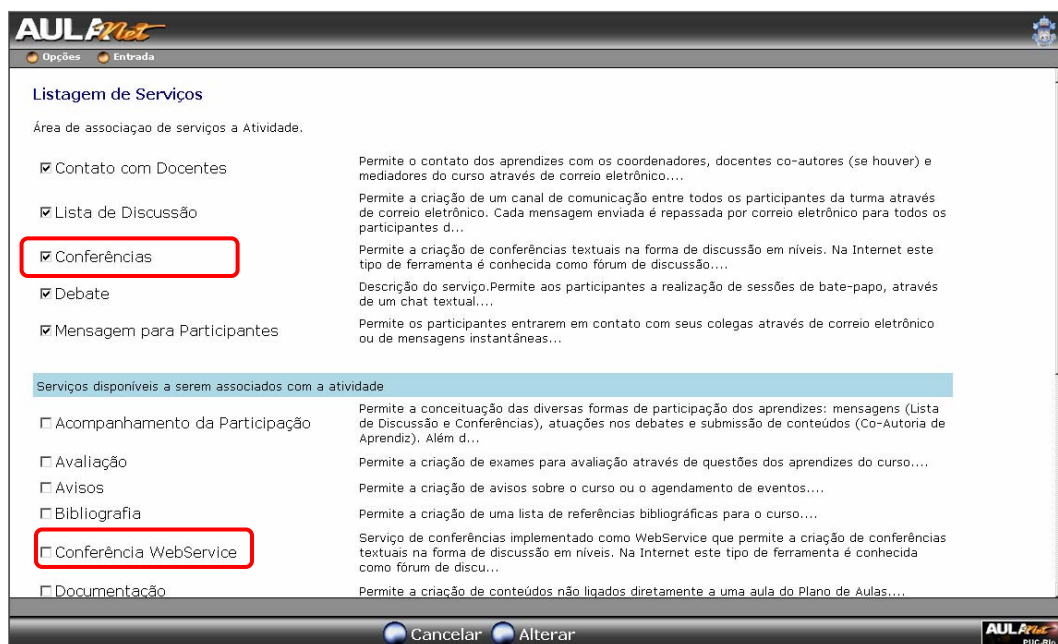 AULANet
Opções Entrada
Listagem de Serviços
Área de associaçao de serviços a Atividade.
Contato com Docentes
Permite o contato dos aprendizes com os coordenadores, docentes co-autores (se houver) e
mediadores do curso através de correio eletrônico....
Lista de Discussão
Permite a criação de um canal de comunicação entre todos os participantes da turma através
de correio eletrônico. Cada mensagem enviada é repassada por correio eletrônico para todos os
participantes d...
Conferências
Permite a criação de conferências textuais na forma de discussão em níveis. Na Internet este
tipo de ferramenta é conhecida como fórum de discussão....
Debate
Descrição do serviço.Permite aos participantes a realização de sessões de bate-papo, através
de um chat textual....
Mensagem para Participantes
Permite os participantes entrarem em contato com seus colegas através de correio eletrônico
ou de mensagens instantâneas...
Serviços disponíveis a serem associados com a atividade
Acompanhamento da Participação
Permite a conceituação das diversas formas de participação dos aprendizes: mensagens (Lista
de Discussão e Conferências), atuações nos debates e submissão de conteúdos (Co-Autoria de
Aprendiz). Além d...
Avaliação
Permite a criação de exames para avaliação através de questões dos aprendizes do curso....
Avisos
Permite a criação de avisos sobre o curso ou o agendamento de eventos....
Bibliografia
Permite a criação de uma lista de referências bibliográficas para o curso....
Conferência WebService
Serviço de conferências implementado como WebService que permite a criação de conferências
textuais na forma de discussão em níveis. Na Internet este tipo de ferramenta é conhecida
como fórum de discu...
Documentação
Permite a criação de conteúdos não ligados diretamente a uma aula do Plano de Aulas....
Cancelar Alterar
AULANet
PUC-Rio